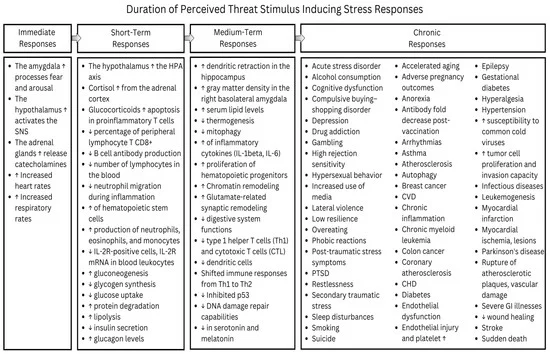 Duration of Perceived Threat Stimulus Inducing Stress Responses
Immediate
Responses
• The amygdala ↑
processes fear
and arousal
• The
hypothalamus ↑
activates the
SNS
• The adrenal
glands ↑ release
catecholamines
• ↑ Increased
heart rates
• ↑ Increased
respiratory
rates
Short-Term
Responses
• The hypothalamus ↑ the HPA
axis
• Cortisol ↑ from the adrenal
cortex
• Glucocorticoids ↑ apoptosis
in proinflammatory T cells
• ↓ percentage of peripheral
lymphocyte T CD8+
• ↓ B cell antibody production
• ↓ number of lymphocytes in
the blood
• ↓ neutrophil migration
during inflammation
• ↑ of hematopoietic stem
cells
• ↑ production of neutrophils,
eosinophils, and monocytes
• ↓ IL-2R-positive cells, IL-2R
mRNA in blood leukocytes
• ↑ gluconeogenesis
• ↓ glycogen synthesis
• ↓ glucose uptake
• ↑ protein degradation
• ↑ lipolysis
• ↓ insulin secretion
• ↑ glucagon levels
Medium-Term
Responses
• ↑ dendritic retraction in the
hippocampus
• ↑ gray matter density in the
right basolateral amygdala
• ↑ serum lipid levels
• ↓ thermogenesis
• ↓ mitophagy
• ↑ of inflammatory
cytokines (IL-1beta, IL-6)
• ↑ proliferation of
hematopoietic progenitors
• ↑ Chromatin remodeling
• ↑ Glutamate-related
synaptic remodeling
• ↓ digestive system
functions
• ↓ type 1 helper T cells (Th1)
and cytotoxic T cells (CTL)
• ↓ dendritic cells
• Shifted immune responses
from Th1 to Th2
• ↓ Inhibited p53
• ↓ DNA damage repair
capabilities
• ↓ in serotonin and
melatonin
Chronic
Responses
• Acute stress disorder
• Alcohol consumption
• Cognitive dysfunction
• Compulsive buying–
shopping disorder
• Depression
• Drug addiction
• Gambling
• High rejection
sensitivity
• Hypersexual behavior
• Increased use of
media
• Lateral violence
• Low resilience
• Overeating
• Phobic reactions
• Post-traumatic stress
symptoms
• PTSD
• Restlessness
• Secondary traumatic
stress
• Sleep disturbances
• Smoking
• Suicide
• Accelerated aging
• Adverse pregnancy
outcomes
• Anorexia
• Antibody fold
decrease post-
vaccination
• Arrhythmias
• Asthma
• Atherosclerosis
• Autophagy
• Breast cancer
• CVD
• Chronic
inflammation
• Chronic myeloid
leukemia
• Colon cancer
• Coronary
atherosclerosis
• CHD
• Diabetes
• Endothelial
dysfunction
• Endothelial injury
and platelet ↑
• Epilepsy
• Gestational
diabetes
• Hyperalgesia
• Hypertension
• ↑ susceptibility to
common cold
viruses
• ↑ tumor cell
proliferation and
invasion capacity
• Infectious diseases
• Leukemogenesis
• Myocardial
infarction
• Myocardial
ischemia, lesions
• Parkinson's disease
• Rupture of
atherosclerotic
plaques, vascular
damage
• Severe GI illnesses
• ↓ wound healing
• Stroke
• Sudden death